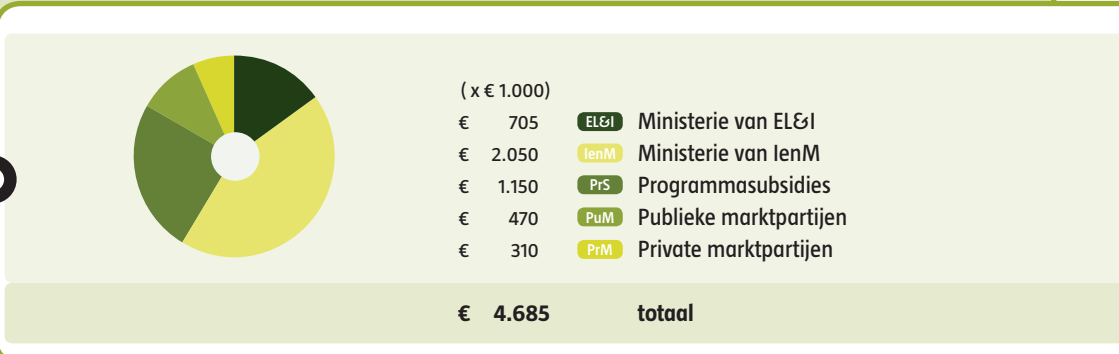 ( x € 1.000)
€ 705 EL&I Ministerie van EL&I
€ 2.050 IenM Ministerie van IenM
€ 1.150 PrS Programmasubsidies
€ 470 PuM Publieke marktpartijen
€ 310 PrM Private marktpartijen
€ 4.685 totaal